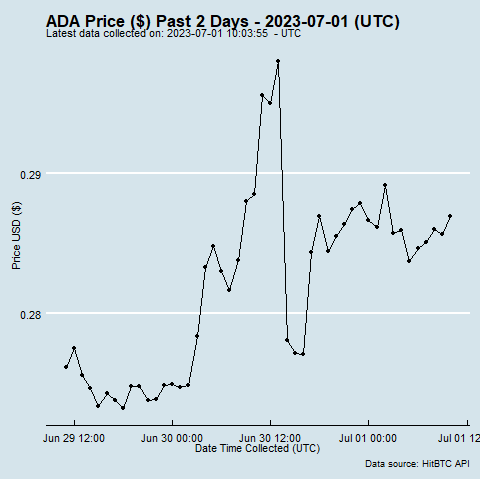 ADA Price ($) Past 2 Days - 2023-07-01 (UTC)
Latest data collected on: 2023-07-01 10:03:55 - UTC
0.29
Price USD ($)
0.28
Jun 29 12:00 Jun 30 00:00 Jun 30 12:00 Jul 01 00:00 Jul 01 12
Date Time Collected (UTC)
Data source: HitBTC API